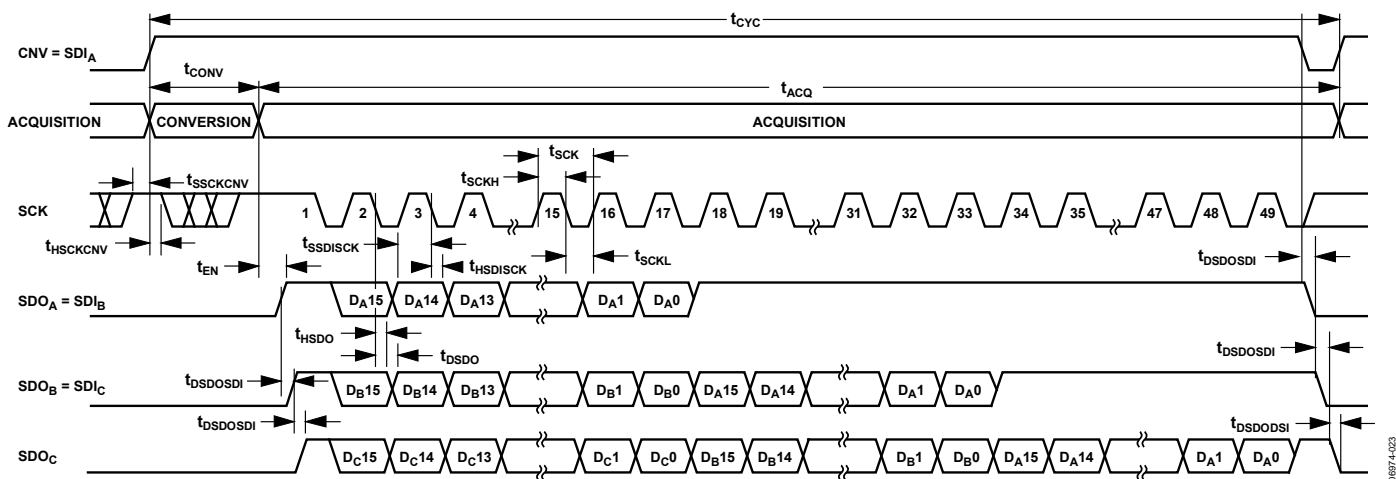 tCYC
CNV = SDIA
tCONV
tACQ
ACQUISITION CONVERSION ACQUISITION
tSCK
tSSCKCNV tSCKH
SCK 1 2 3 4 15 16 17 18 19 31 32 33 34 35 47 48 49
tHSCKCNV tSSDISCK tHSDISCK tSCKL tDSDOSDI
tEN
SDOA = SDIB DA15 DA14 DA13 DA1 DA0
tHSDO
tDSDO tDSDOSDI
tDSDOSDI
SDOB = SDIC DB15 DB14 DB13 DB1 DB0 DA15 DA14 DA1 DA0
tDSDOSDI tDSDODSI
SDOC DC15 DC14 DC13 DC1 DC0 DB15 DB14 DB1 DB0 DA15 DA14 DA1 DA0
06974-023